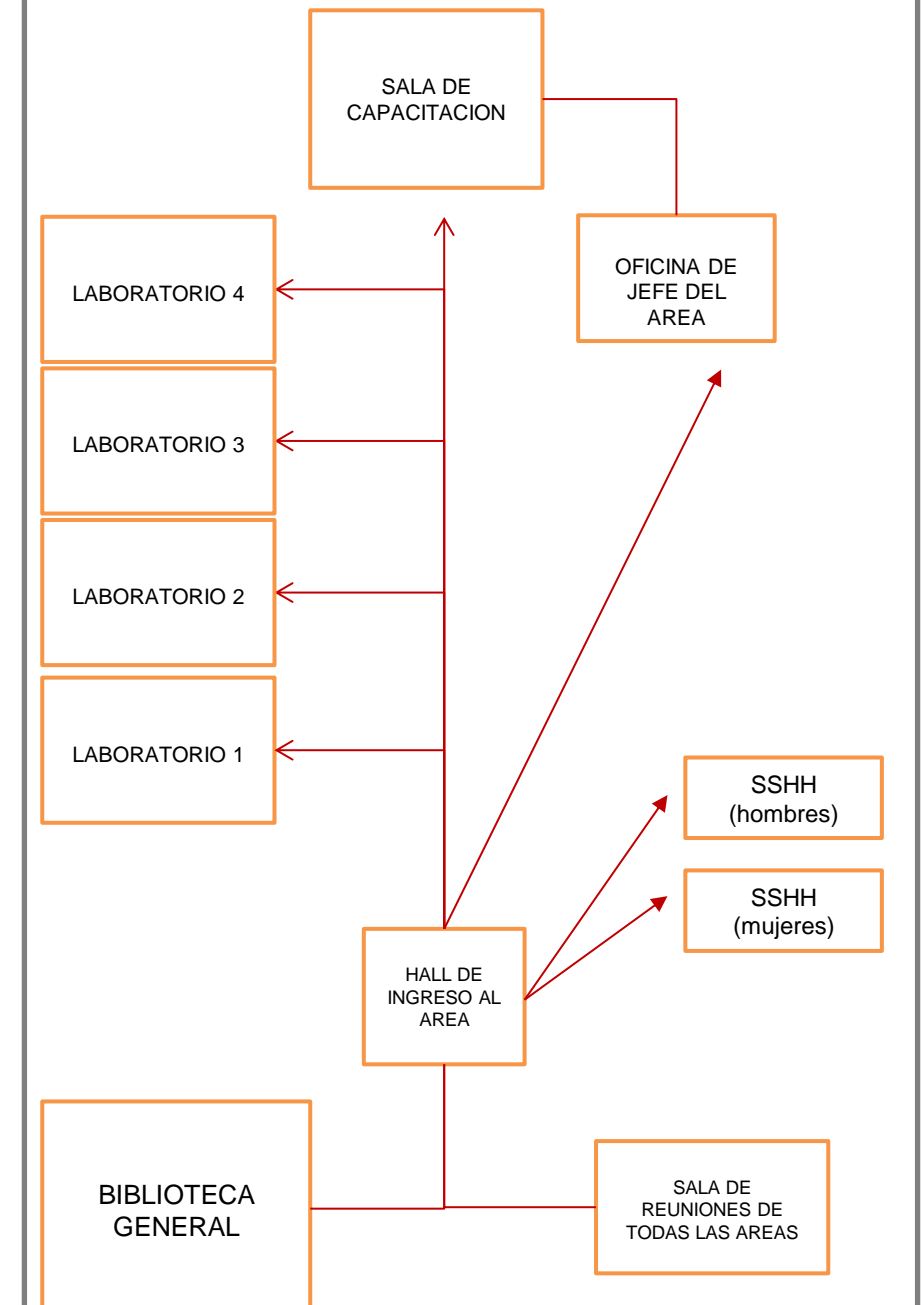 SALA DE
CAPACITACION
LABORATORIO 4
OFICINA DE
JEFE DEL
AREA
LABORATORIO 3
LABORATORIO 2
LABORATORIO 1
SSHH
(hombres)
SSHH
(mujeres)
HALL DE
INGRESO AL
AREA
BIBLIOTECA
GENERAL
SALA DE
REUNIONES DE
TODAS LAS AREAS